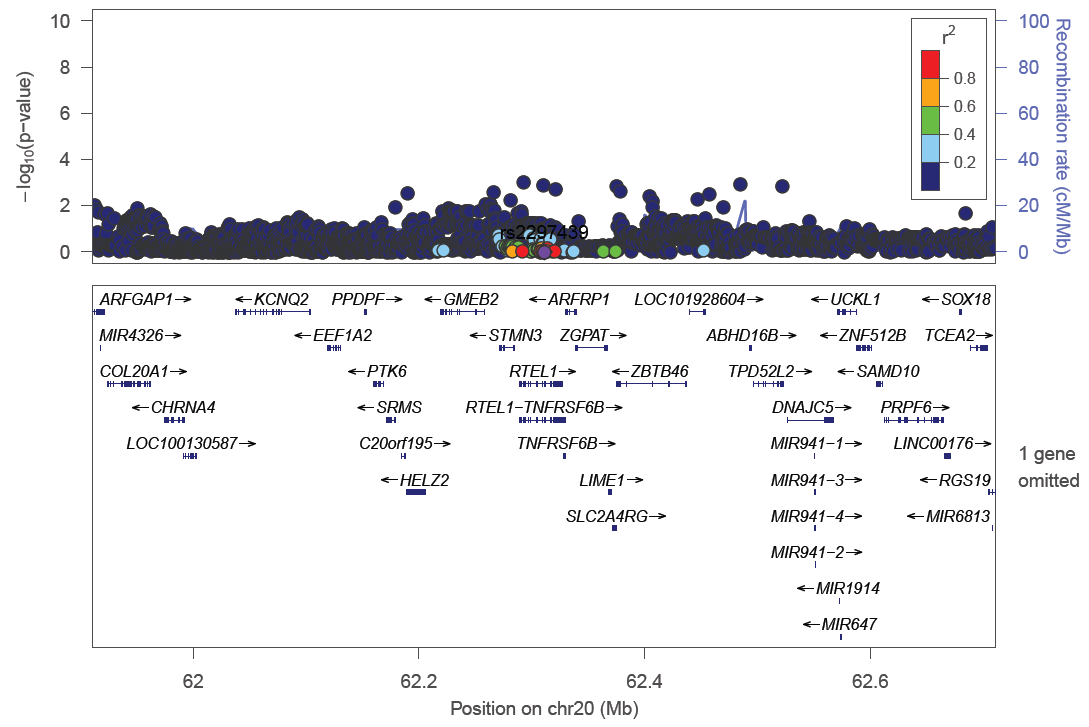 10 100
8 80
6 60
4 40
2 20
0 0
−log10(p−value)
Recombination rate (cM/Mb)
r2
0.8
0.6
0.4
0.2
rs2297439
ARFGAP1→ ←KCNQ2 PPDPF→ ←GMEB2 ←ARFRP1 LOC101928604→ ←UCKL1 ←SOX18
MIR4326→ ←EEF1A2 ←STMN3 ZGPAT→ ABHD16B→ ←ZNF512B TCEA2→
COL20A1→ ←PTK6 RTEL1→ ←ZBTB46 TPD52L2→ ←SAMD10
←CHRNA4 ←SRMS RTEL1−TNFRSF6B→ DNAJC5→ PRPF6→
LOC100130587→ C20orf195→ TNFRSF6B→ MIR941−1→ LINC00176→
←HELZ2 LIME1→ MIR941−3→ ←RGS19
SLC2A4RG→ MIR941−4→ ←MIR6813
MIR941−2→
←MIR1914
←MIR647
1 gene
omitted
62 62.2 62.4 62.6
Position on chr20 (Mb)